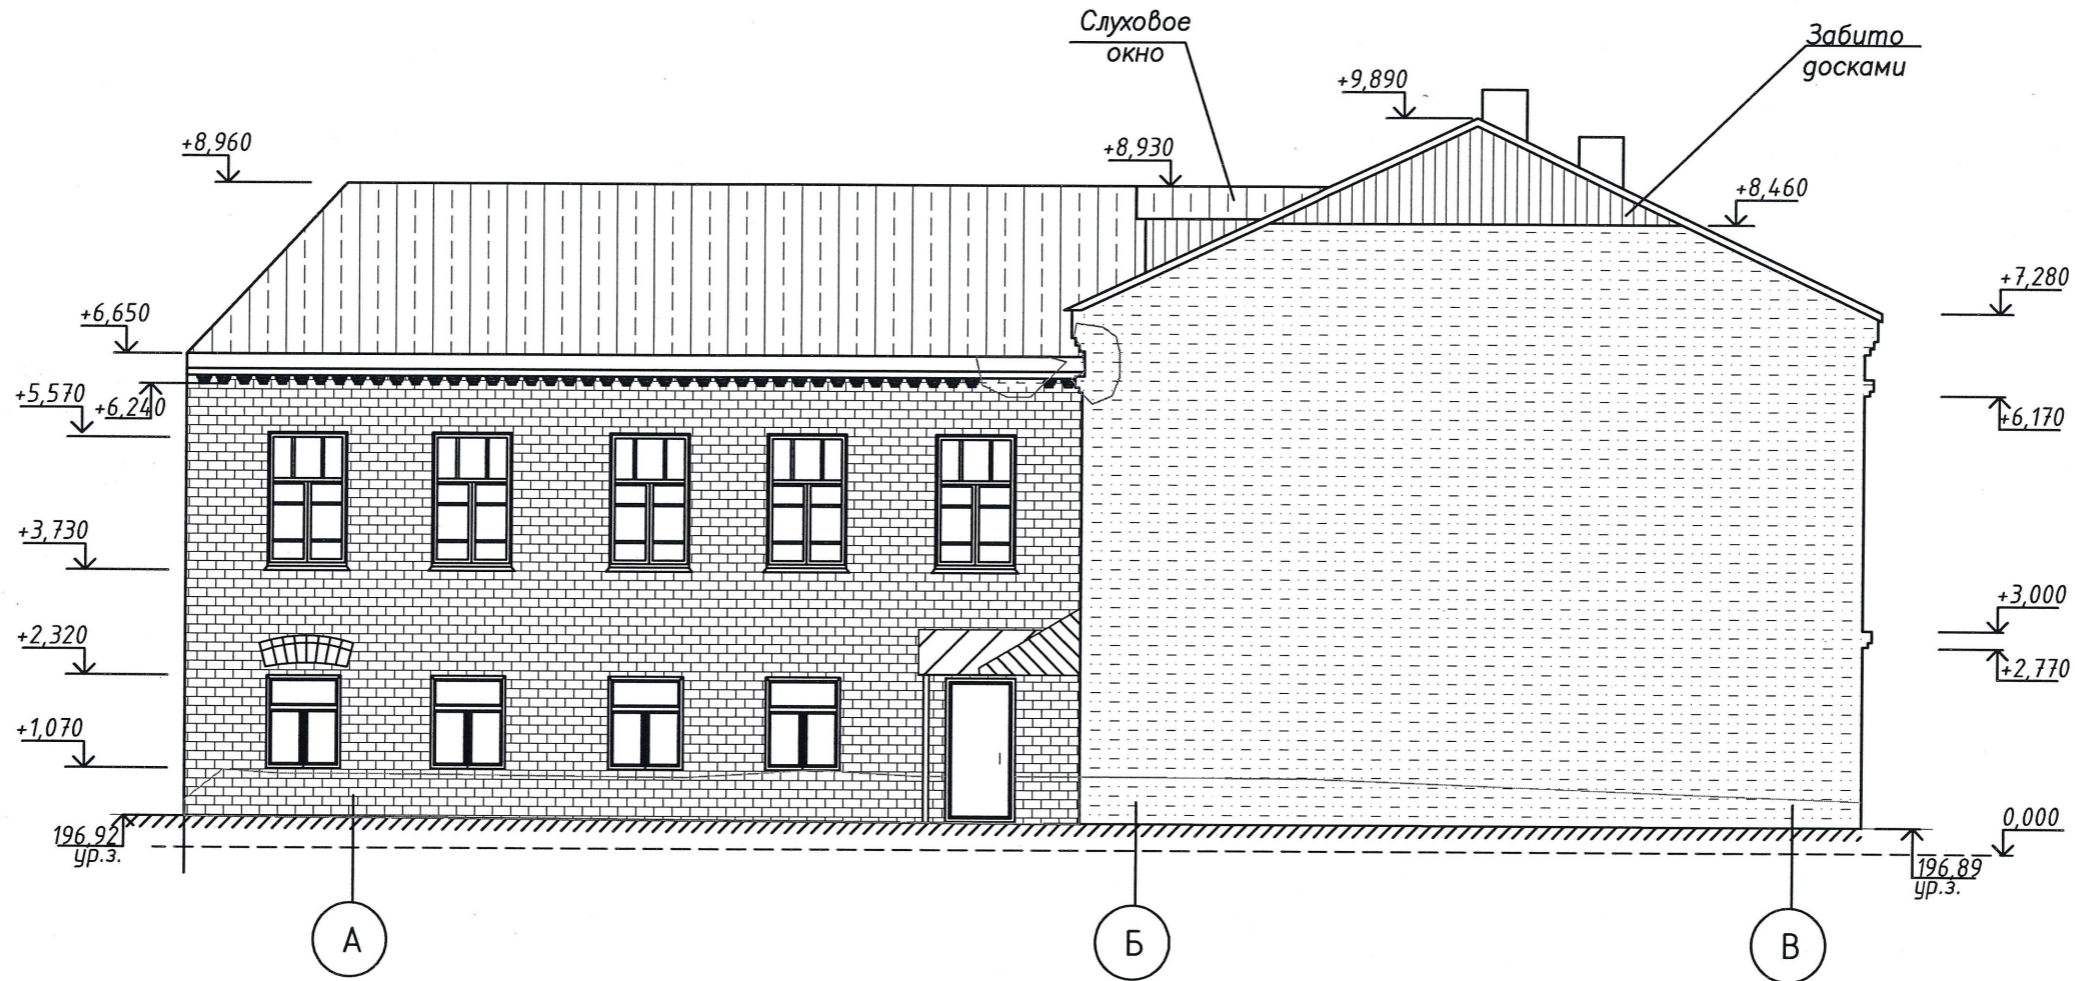 Слуховое
окно
Забито
досками
+9,890
+8,960
+8,930
+8,460
+7,280
+6,650
+5,570
+6,240
+6,170
+3,730
+3,000
+2,320
+2,770
+1,070
0,000
196,92
ур.з.
196,89
ур.з.
А
Б
В